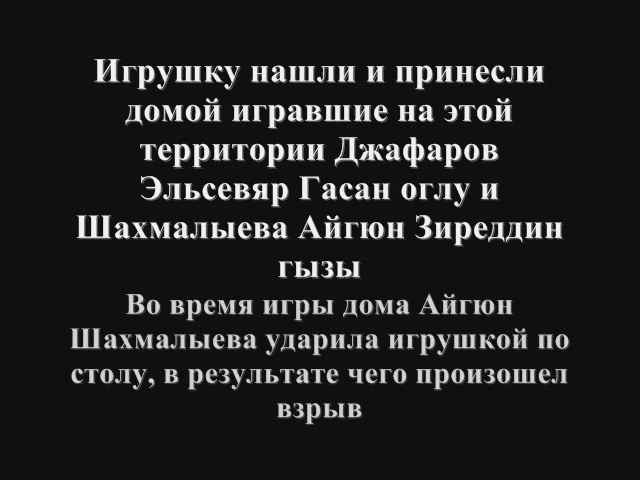 Игрушку нашли и принесли
домой игравшие на этой
территории Джафаров
Эльсевяр Гасан оглу и
Шахмалыева Айгюн Зиреддин
гызы
Во время игры дома Айгюн
Шахмалыева ударила игрушкой по
столу, в результате чего произошел
взрыв